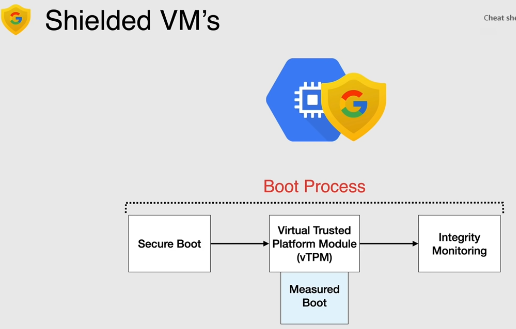 Shielded VM's
Cheat she
Boot Process
Secure Boot
Virtual Trusted
Platform Module
(vTPM)
Measured
Boot
Integrity
Monitoring